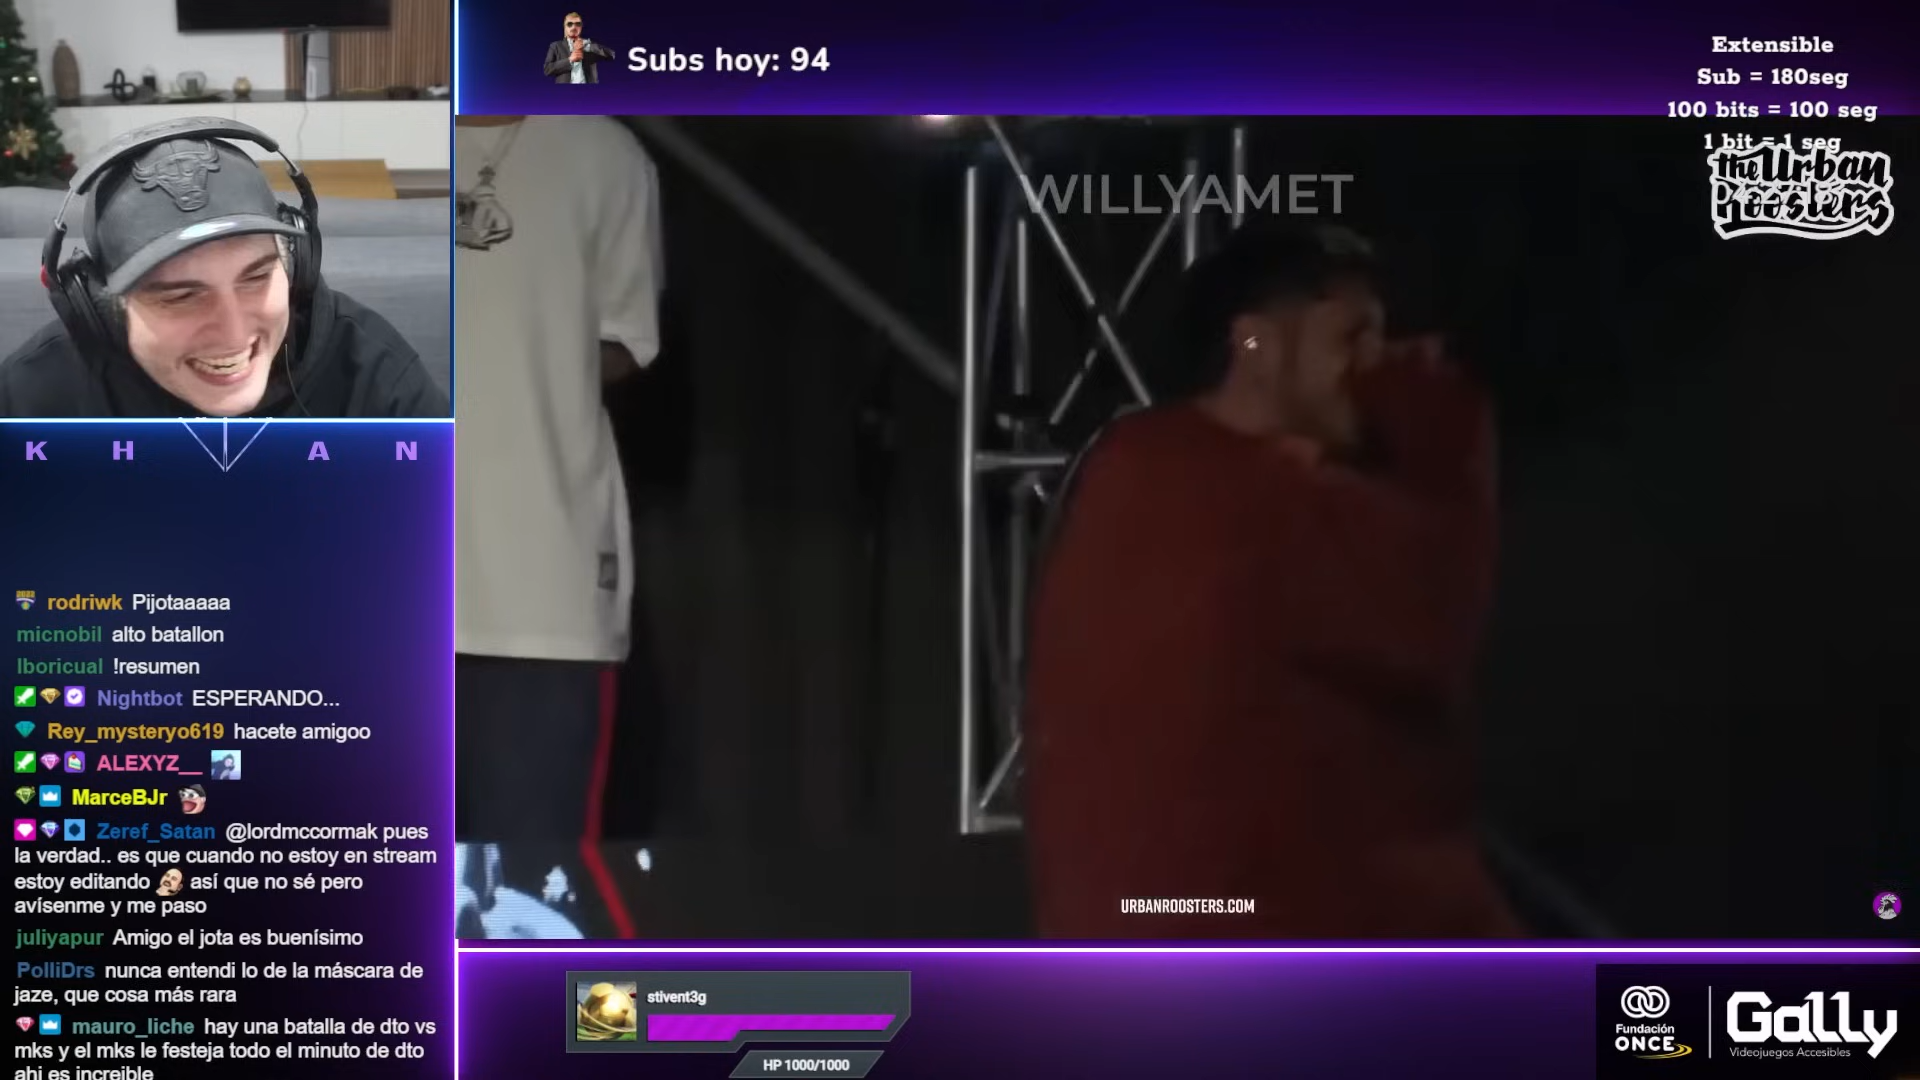 Subs hoy: 94
Extensible
Sub = 180seg
100 bits = 100 seg
1 bit = 1 seg
the Urban
Roosters
WILLYAMET
K H A N
rodriwk Pijotaaaaa
micnobil alto batallon
lboricual !resumen
Nightbot ESPERANDO...
Rey_mysteryo619 hacete amigoo
ALEXYZ__
MarceBJr
Zeref_Satan @lordmccormak pues
la verdad.. es que cuando no estoy en stream
estoy editando así que no sé pero
avísenme y me paso
juliyapur Amigo el jota es buenísimo
PolliDrs nunca entendi lo de la máscara de
jaze, que cosa más rara
mauro_liche hay una batalla de dto vs
mks y el mks le festeja todo el minuto de dto
ahi es increible
URBANROOSTERS.COM
stivent3g
HP 1000/1000
Fundación
ONCE
Gally
Videojuegos Accesibles